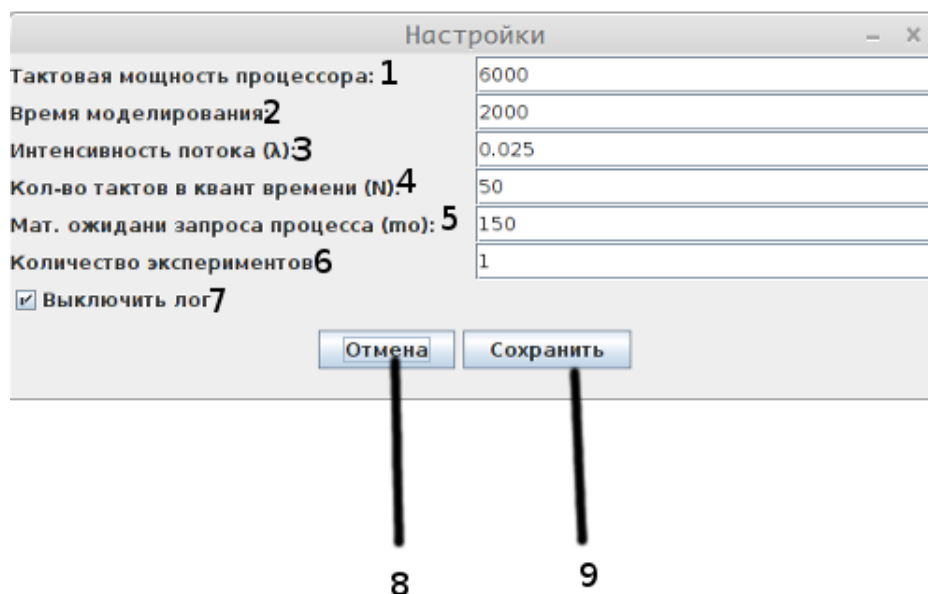 Настройки
Тактовая мощность процессора: 1 6000
Время моделирования: 2 2000
Интенсивность потока (λ): 3 0.025
Кол-во тактов в квант времени (N): 4 50
Мат. ожидани запроса процесса (mo): 5 150
Количество экспериментов 6 1
Выключить лог 7
Отмена Сохранить
8 9